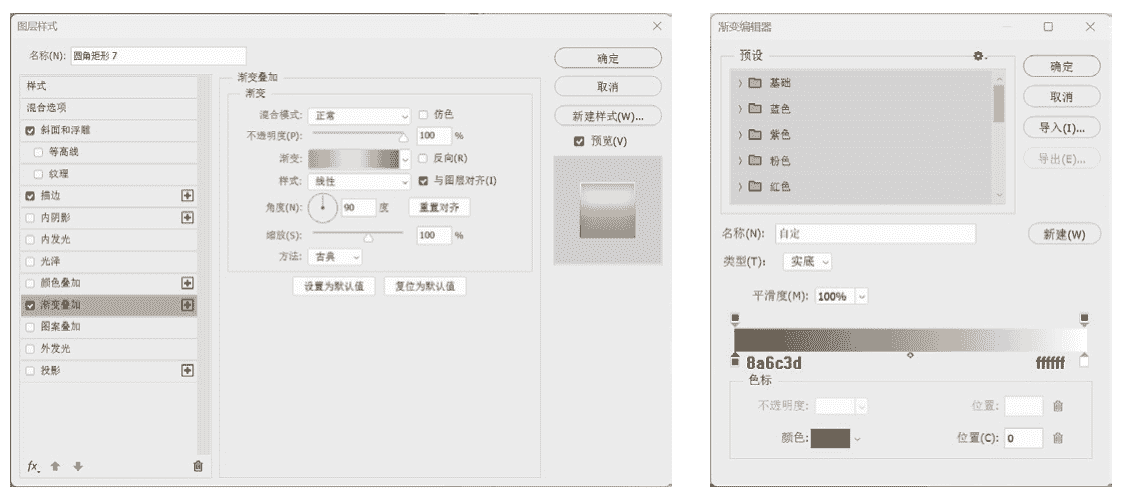 图层样式
名称(N): 圆角矩形 7
样式
混合选项
斜面和浮雕
等高线
纹理
描边
内阴影
内发光
光泽
颜色叠加
渐变叠加
图案叠加
外发光
投影
fx
渐变叠加
渐变
混合模式: 正常 仿色
不透明度(P): 100 %
渐变: 反向(R)
样式: 线性 与图层对齐(I)
角度(N): 90 度 重置对齐
缩放(S): 100 %
方法: 古典
设置为默认值 复位为默认值
确定
取消
新建样式(W)...
预览(V)
渐变编辑器
预设
基础
蓝色
紫色
粉色
红色
确定
取消
导入(I)...
导出(E)...
名称(N): 自定 新建(W)
类型(T): 实底
平滑度(M): 100%
8a6c3d ffffff
色标
不透明度: 位置:
颜色: 位置(C): 0